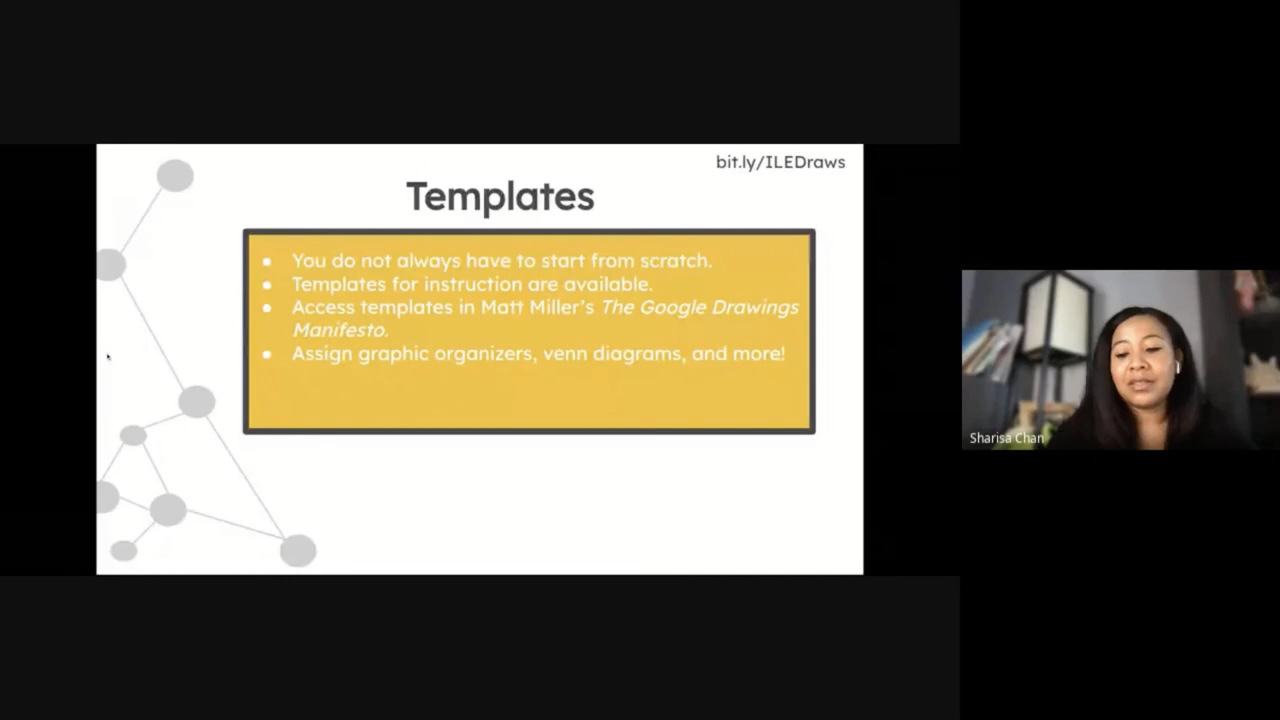 bit.ly/ILEDraws
Templates
● You do not always have to start from scratch.
● Templates for instruction are available.
● Access templates in Matt Miller's The Google Drawings
Manifesto.
● Assign graphic organizers, venn diagrams, and more!
Sharisa Chan